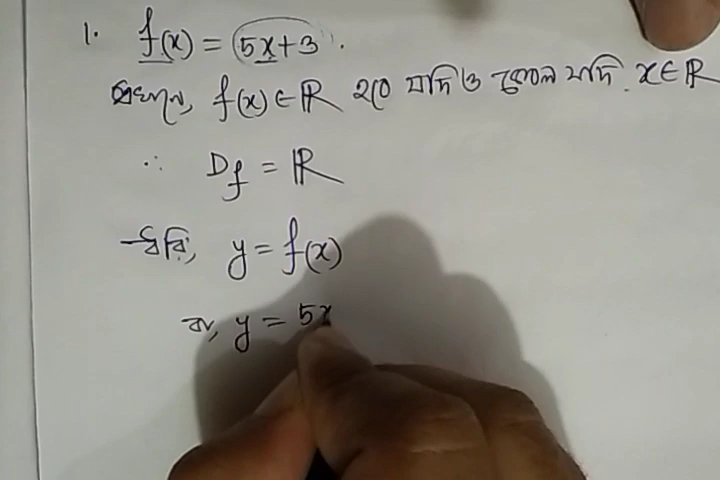 1. f(x) = 5x+3.
এখানে, f(x) ∈ ℝ হবে যদি ও কেবল যদি. x ∈ ℝ
∴ D_f = ℝ
ধরি, y = f(x)
বা, y = 5x